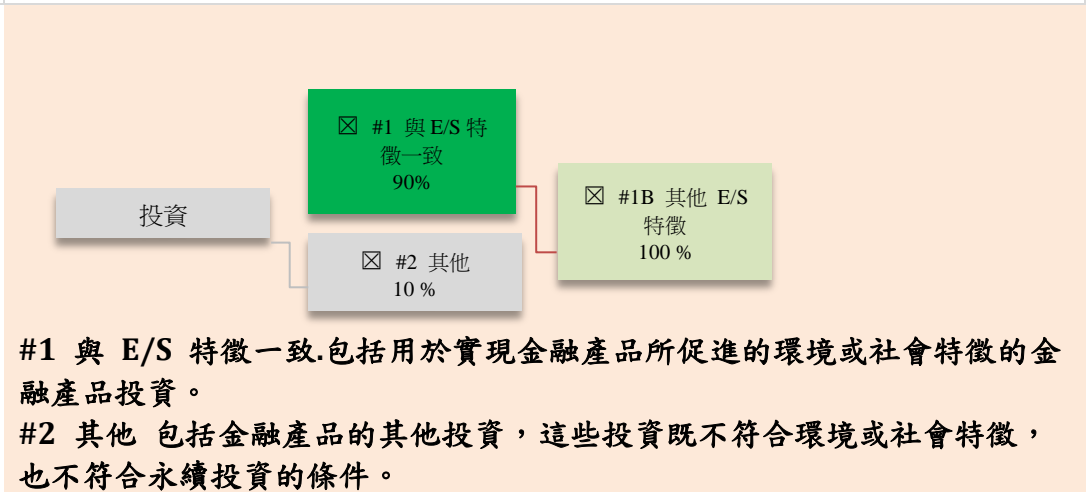 ☒ #1 與 E/S 特
徵一致
90%
投資
☒ #2 其他
10 %
☒ #1B 其他 E/S
特徵
100 %
#1 與 E/S 特徵一致.包括用於實現金融產品所促進的環境或社會特徵的金
融產品投資。
#2 其他 包括金融產品的其他投資，這些投資既不符合環境或社會特徵，
也不符合永續投資的條件。